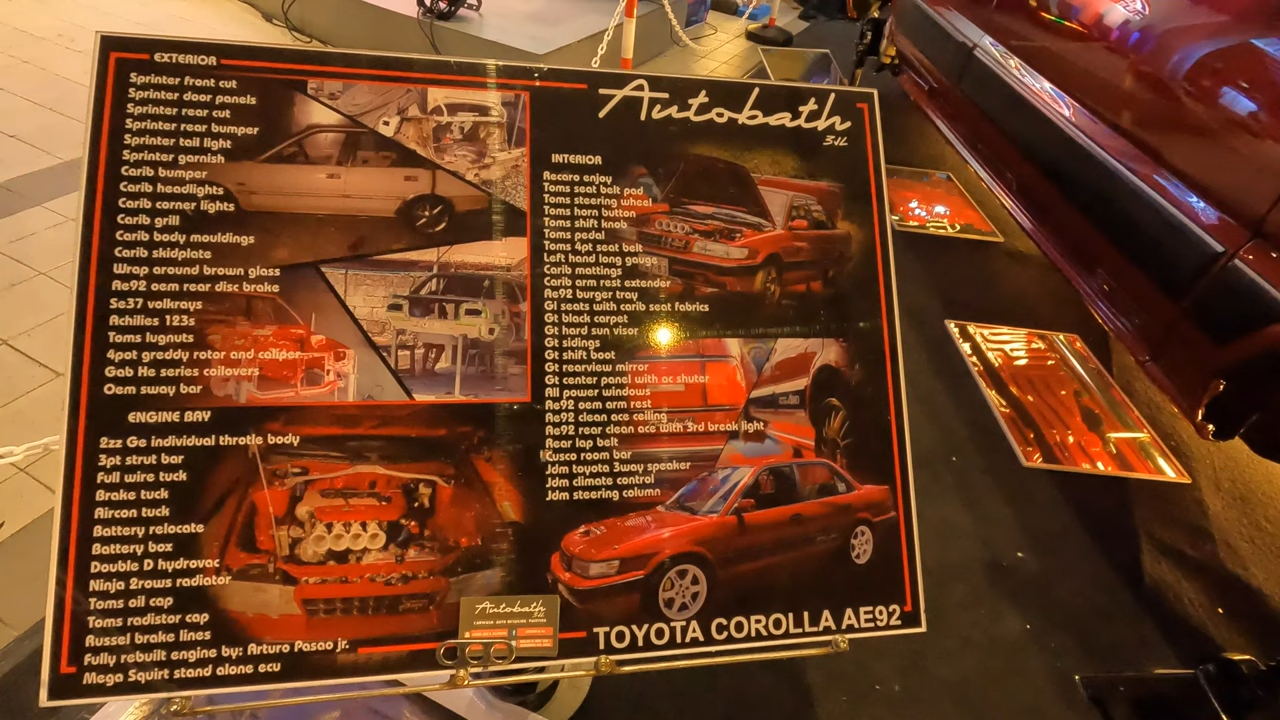 EXTERIOR
Sprinter front cut
Sprinter door panels
Sprinter rear cut
Sprinter rear bumper
Sprinter tail light
Sprinter garnish
Carib bumper
Carib headlights
Carib corner lights
Carib grill
Carib body mouldings
Carib skidplate
Wrap around brown glass
Ae92 oem rear disc brake
Se37 volkrays
Achilies 123s
Toms lugnuts
4pot greddy rotor and caliper
Gab He series coilovers
Oem sway bar
ENGINE BAY
2zz Ge individual throtle body
3pt strut bar
Full wire tuck
Brake tuck
Aircon tuck
Battery relocate
Battery box
Double D hydrovac
Ninja 2rows radiator
Toms oil cap
Toms radistor cap
Russel brake lines
Fully rebuilt engine by: Arturo Pasao jr.
Mega Squirt stand alone ecu
Autobath
3JL
INTERIOR
Recaro enjoy
Toms seat belt pad
Toms steering wheel
Toms horn button
Toms shift knob
Toms pedal
Toms 4pt seat belt
Left hand long gauge
Carib mattings
Carib arm rest extender
Ae92 burger tray
Gl seats with carib seat fabrics
Gt black carpet
Gt hard sun visor
Gt sidings
Gt shift boot
Gt rearview mirror
Gt center panel with ac shuter
All power windows
Ae92 oem arm rest
Ae92 clean ace ceiling
Ae92 rear clean ace with 3rd break light
Rear lap belt
Cusco room bar
Jdm toyota 3way speaker
Jdm climate control
Jdm steering column
Autobath
3JL
CARWASH AUTO DETAILING PAINTING
TOYOTA COROLLA AE92